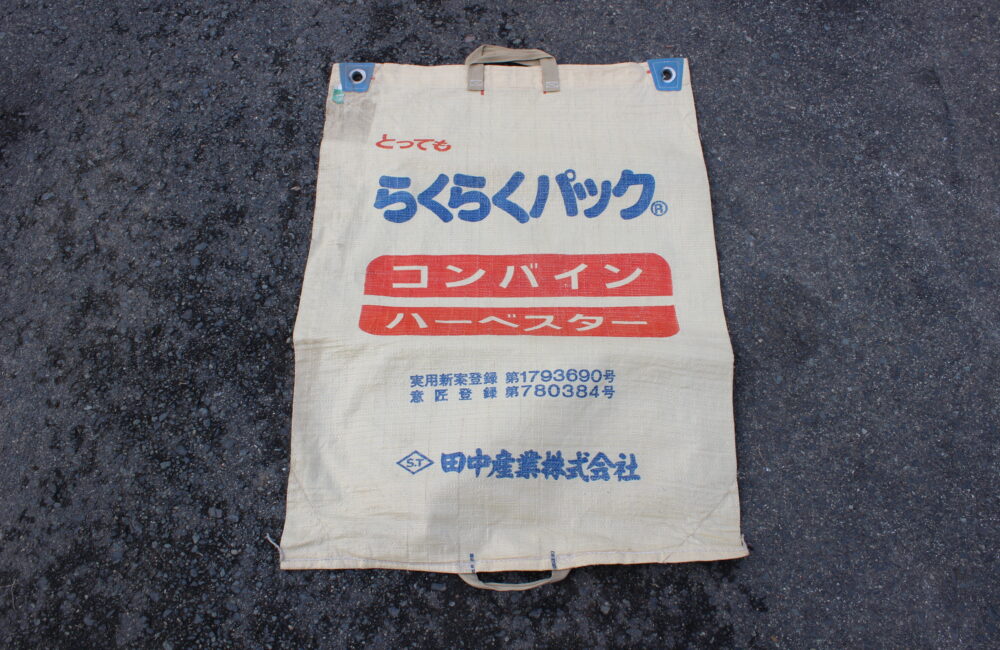 とっても
らくらくパック®
コンバイン
ハーベスター
実用新案登録 第1793690号
意匠登録 第780384号
S.T 田中産業株式会社